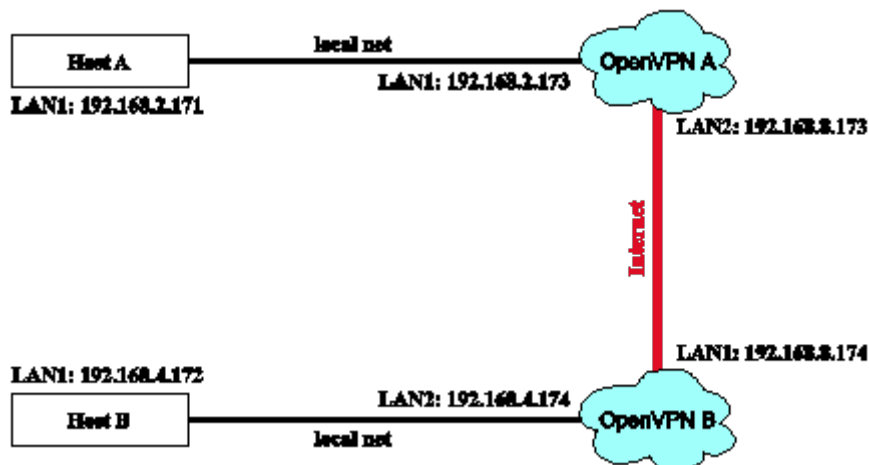 local net
Host A
OpenVPN A
LAN1: 192.168.2.173
LAN1: 192.168.2.171
LAN2: 192.168.8.173
Internet
LAN1: 192.168.8.174
LAN1: 192.168.4.172
LAN2: 192.168.4.174
Host B
OpenVPN B
local net